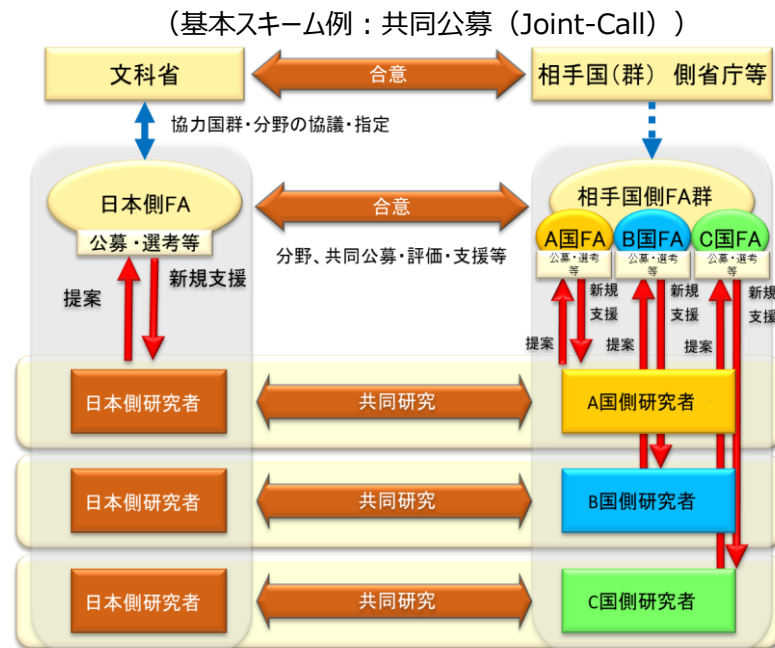 （基本スキーム例：共同公募（Joint-Call））
文科省
合意
相手国(群) 側省庁等
協力国群・分野の協議・指定
日本側FA
公募・選考等
合意
相手国側FA群
A国FA
B国FA
C国FA
公募・選考
等
公募・選考
等
公募・選考
等
分野、共同公募・評価・支援等
提案
新規支援
提案
新規
支援
提案
新規
支援
提案
新規
支援
日本側研究者
共同研究
A国側研究者
日本側研究者
共同研究
B国側研究者
日本側研究者
共同研究
C国側研究者